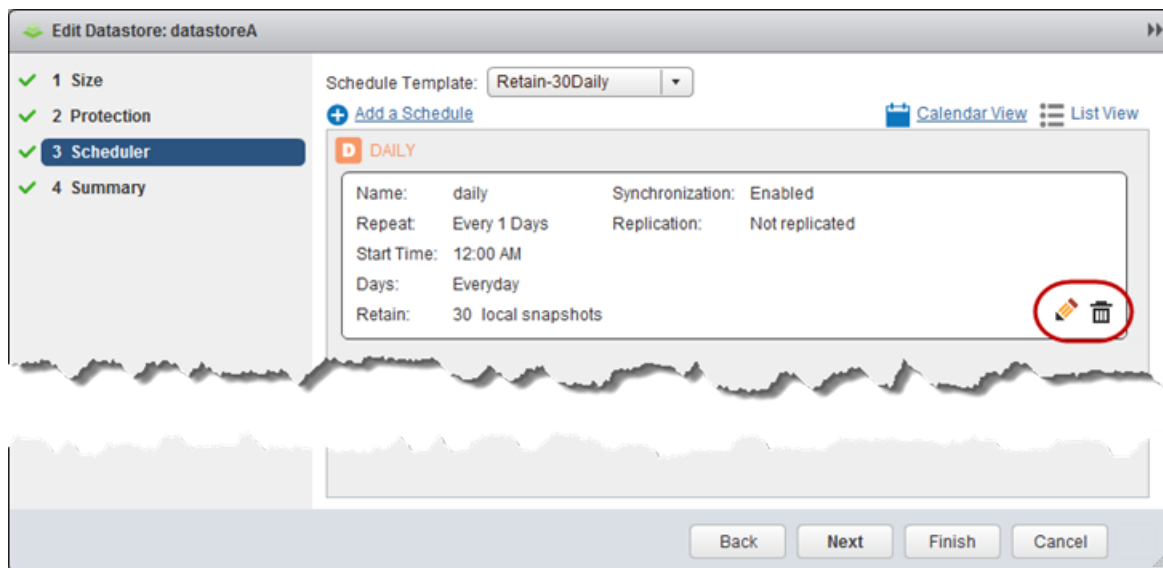 Edit Datastore: datastoreA
1 Size
2 Protection
3 Scheduler
4 Summary
Schedule Template: Retain-30Daily
Add a Schedule
Calendar View List View
D DAILY
Name: daily Synchronization: Enabled
Repeat: Every 1 Days Replication: Not replicated
Start Time: 12:00 AM
Days: Everyday
Retain: 30 local snapshots
Back Next Finish Cancel